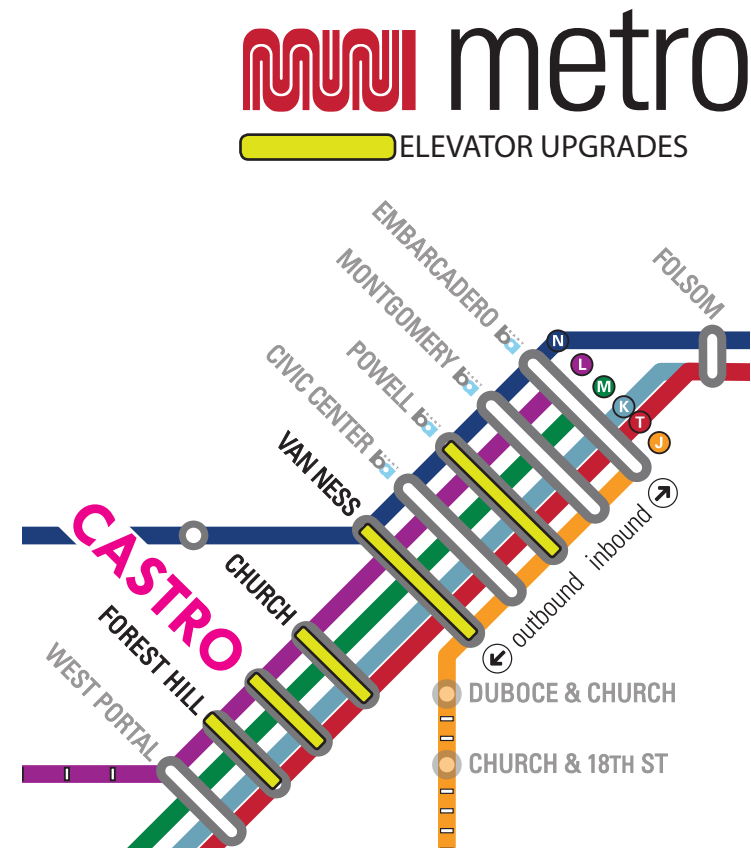 MUNI metro
ELEVATOR UPGRADES
EMBARCADERO
MONTGOMERY
POWELL
CIVIC CENTER
VAN NESS
CHURCH
CASTRO
FOREST HILL
WEST PORTAL
FOLSOM
N
L
M
K
T
J
inbound
outbound
DUBOCE & CHURCH
CHURCH & 18TH ST